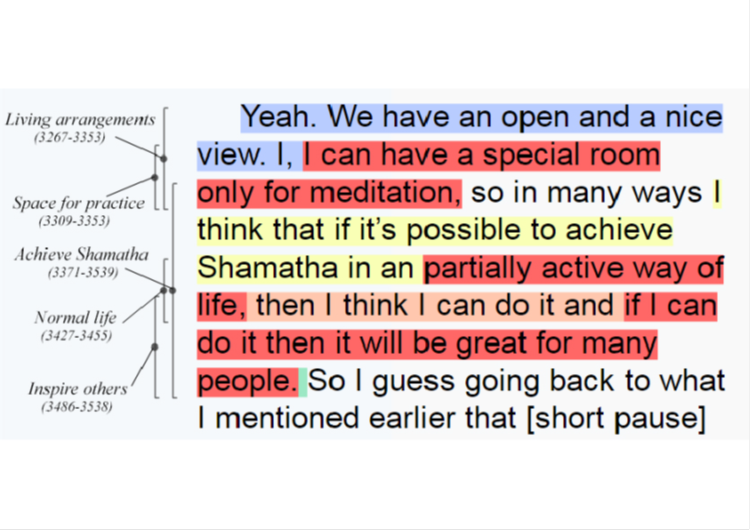 Living arrangements
(3267-3353)
Space for practice
(3309-3353)
Achieve Shamatha
(3371-3539)
Normal life
(3427-3455)
Inspire others
(3486-3538)
Yeah. We have an open and a nice
view. I, I can have a special room
only for meditation, so in many ways I
think that if it’s possible to achieve
Shamatha in an partially active way of
life, then I think I can do it and if I can
do it then it will be great for many
people. So I guess going back to what
I mentioned earlier that [short pause]